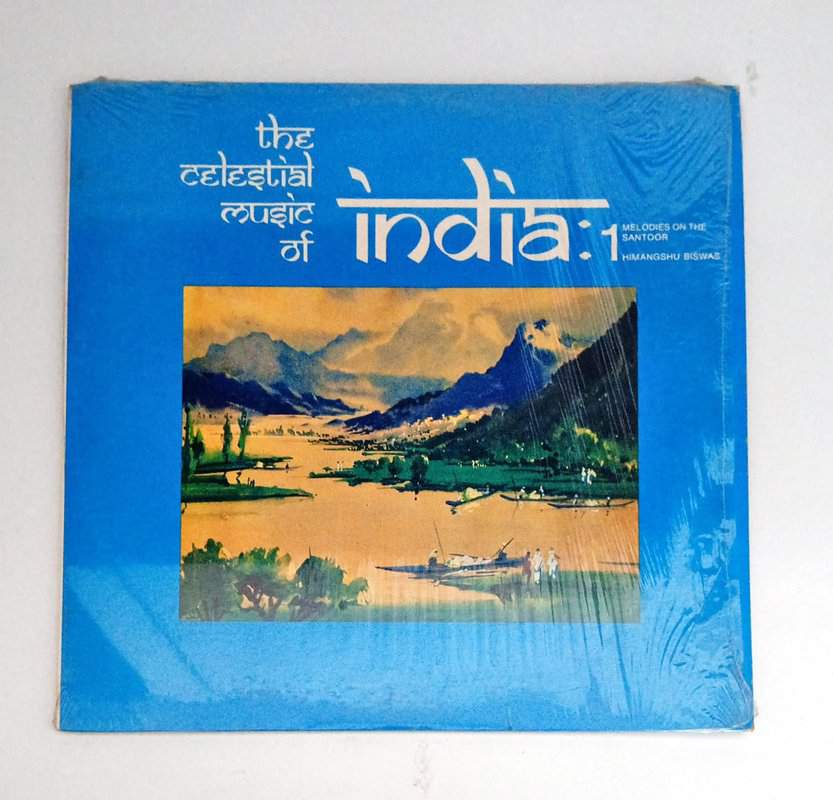 the
celestial
music
of
india:1
MELODIES ON THE
SANTOOR
HIMANGSHU BISWAS